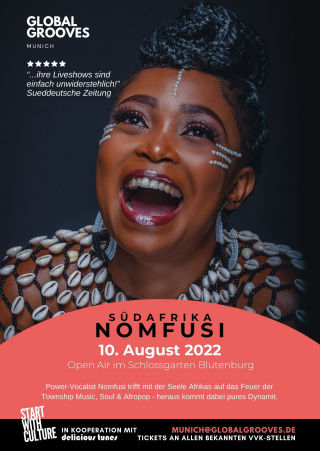 GLOBAL
GROOVES
MUNICH
"...ihre Liveshows sind
einfach unwiderstehlich!"
Sueddeutsche Zeitung
SÜDAFRIKA
NOMFUSI
10. August 2022
Open Air im Schlossgarten Blutenburg
Power-Vocalist Nomfusi trifft mit der Seele Afrikas auf das Feuer der
Township Music, Soul & Afropop - heraus kommt dabei pures Dynamit.
START
WITH
CULTURE
IN KOOPERATION MIT
delicious tunes
MUNICH@GLOBALGROOVES.DE
TICKETS AN ALLEN BEKANNTEN VVK-STELLEN